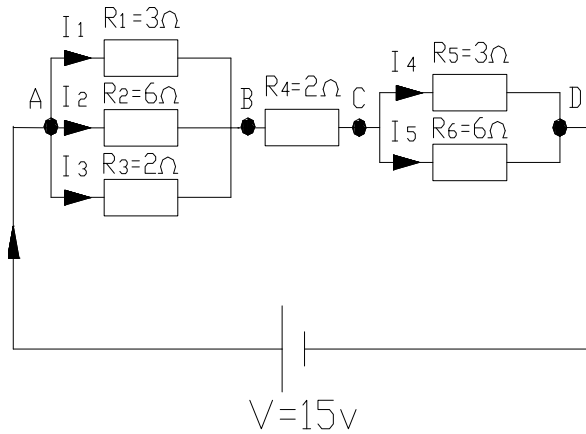 I1 R1=3Ω
I2 R2=6Ω
I3 R3=2Ω
A
B
R4=2Ω
C
I4 R5=3Ω
I5 R6=6Ω
D
V=15v